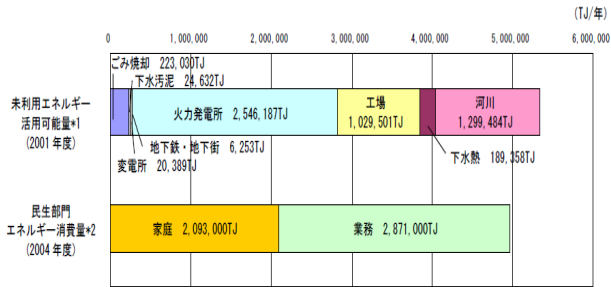 (TJ/年)
0 1,000,000 2,000,000 3,000,000 4,000,000 5,000,000 6,000,000
ごみ焼却 223,030TJ
下水汚泥 24,632TJ
未利用エネルギー
活用可能量*1
(2001年度)
火力発電所 2,546,187TJ
工場
1,029,501TJ
河川
1,299,484TJ
地下鉄・地下街 6,253TJ
変電所 20,389TJ
下水熱 189,358TJ
民生部門
エネルギー消費量*2
(2004年度)
家庭 2,093,000TJ
業務 2,871,000TJ